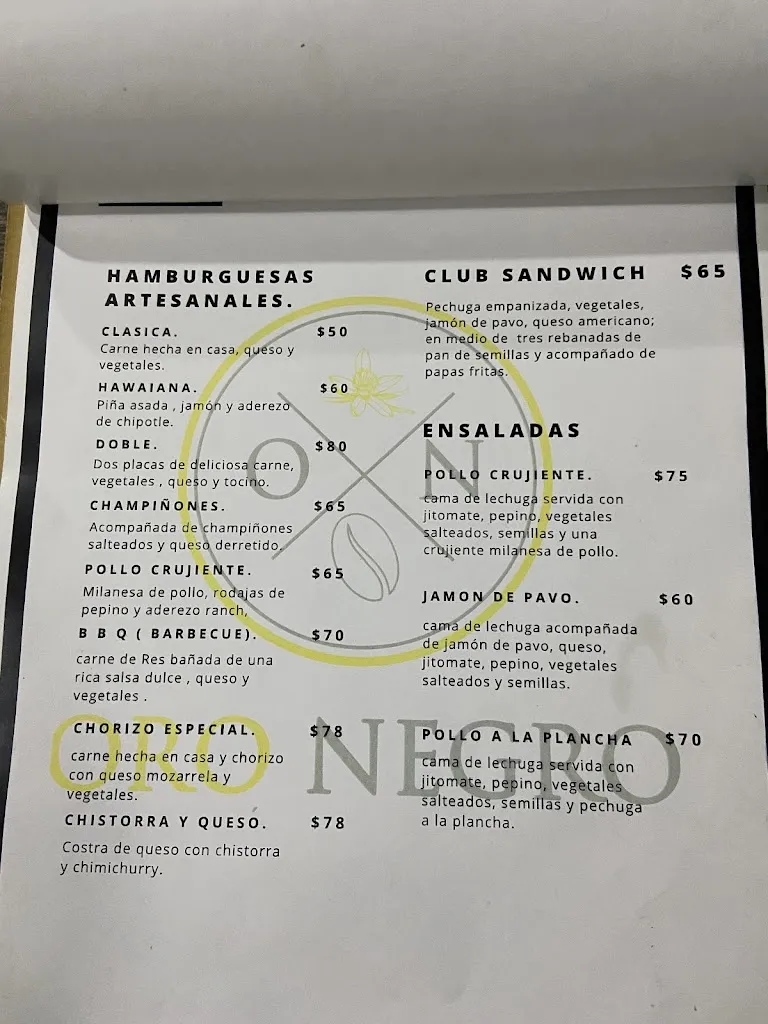 HAMBURGUESAS
ARTESANALES.
CLASICA. $50
Carne hecha en casa, queso y
vegetales.
HAWAIANA. $60
Piña asada , jamón y aderezo
de chipotle.
DOBLE. $80
Dos placas de deliciosa carne,
vegetales , queso y tocino.
CHAMPIÑONES. $65
Acompañada de champiñones
salteados y queso derretido.
POLLO CRUJIENTE. $65
Milanesa de pollo, rodajas de
pepino y aderezo ranch,
B B Q ( BARBECUE). $70
carne de Res bañada de una
rica salsa dulce , queso y
vegetales .
CHORIZO ESPECIAL. $78
carne hecha en casa y chorizo
con queso mozarrela y
vegetales.
CHISTORRA Y QUESO. $78
Costra de queso con chistorra
y chimichurry.
CLUB SANDWICH $65
Pechuga empanizada, vegetales,
jamón de pavo, queso americano;
en medio de tres rebanadas de
pan de semillas y acompañado de
papas fritas.
ENSALADAS
POLLO CRUJIENTE. $75
cama de lechuga servida con
jitomate, pepino, vegetales
salteados, semillas y una
crujiente milanesa de pollo.
JAMON DE PAVO. $60
cama de lechuga acompañada
de jamón de pavo, queso,
jitomate, pepino, vegetales
salteados y semillas.
POLLO A LA PLANCHA $70
cama de lechuga servida con
jitomate, pepino, vegetales
salteados, semillas y pechuga
a la plancha.
O N
ORO NEGRO